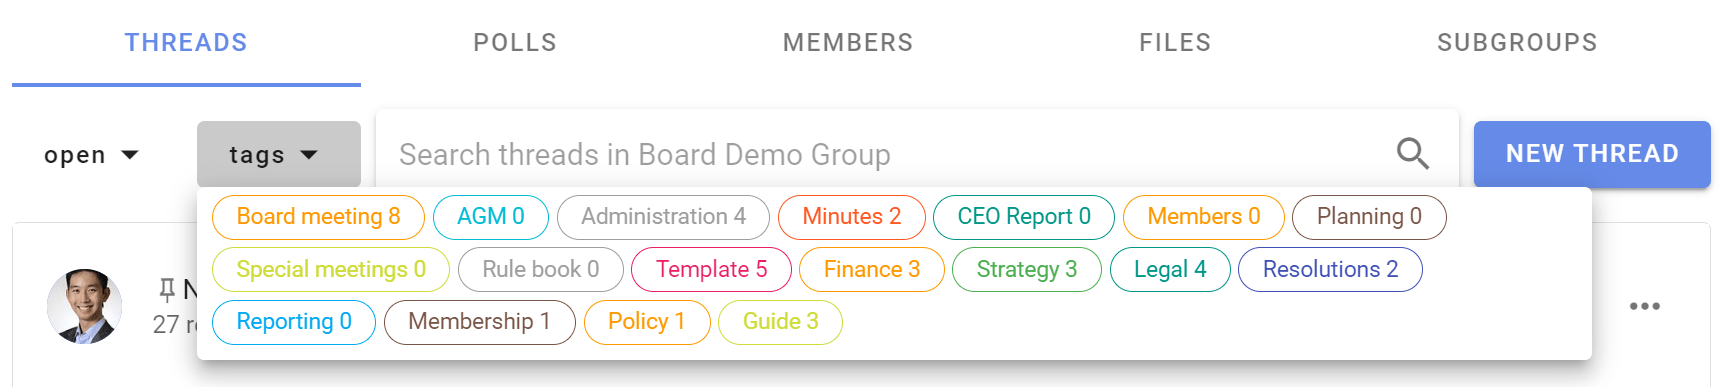 THREADS POLLS MEMBERS FILES SUBGROUPS
open tags Search threads in Board Demo Group NEW THREAD
Board meeting 8 AGM 0 Administration 4 Minutes 2 CEO Report 0 Members 0 Planning 0
Special meetings 0 Rule book 0 Template 5 Finance 3 Strategy 3 Legal 4 Resolutions 2
Reporting 0 Membership 1 Policy 1 Guide 3
27